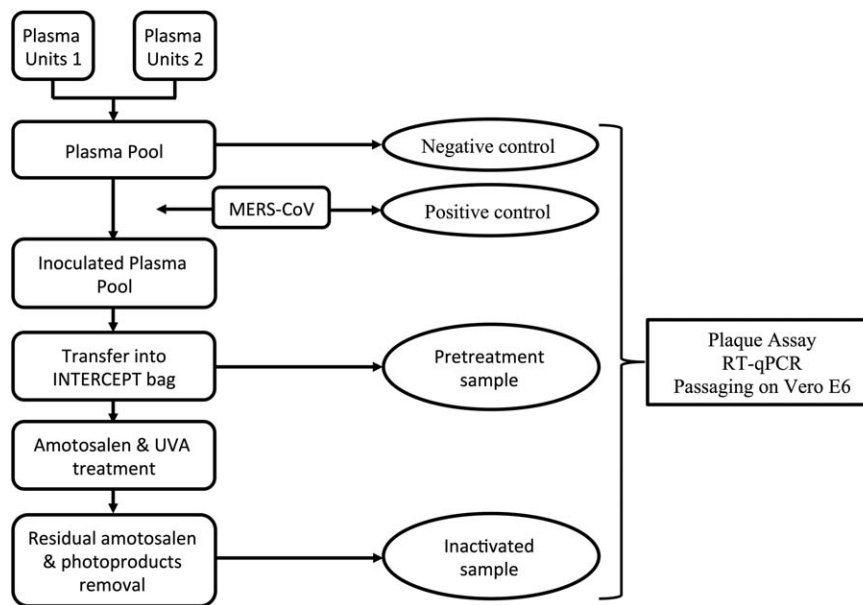 Plasma
Units 1
Plasma
Units 2
Plasma Pool
Negative control
MERS-CoV
Positive control
Inoculated Plasma
Pool
Transfer into
INTERCEPT bag
Pretreatment
sample
Plaque Assay
RT-qPCR
Passaging on Vero E6
Amotosalen & UVA
treatment
Residual amotosalen
& photoproducts
removal
Inactivated
sample